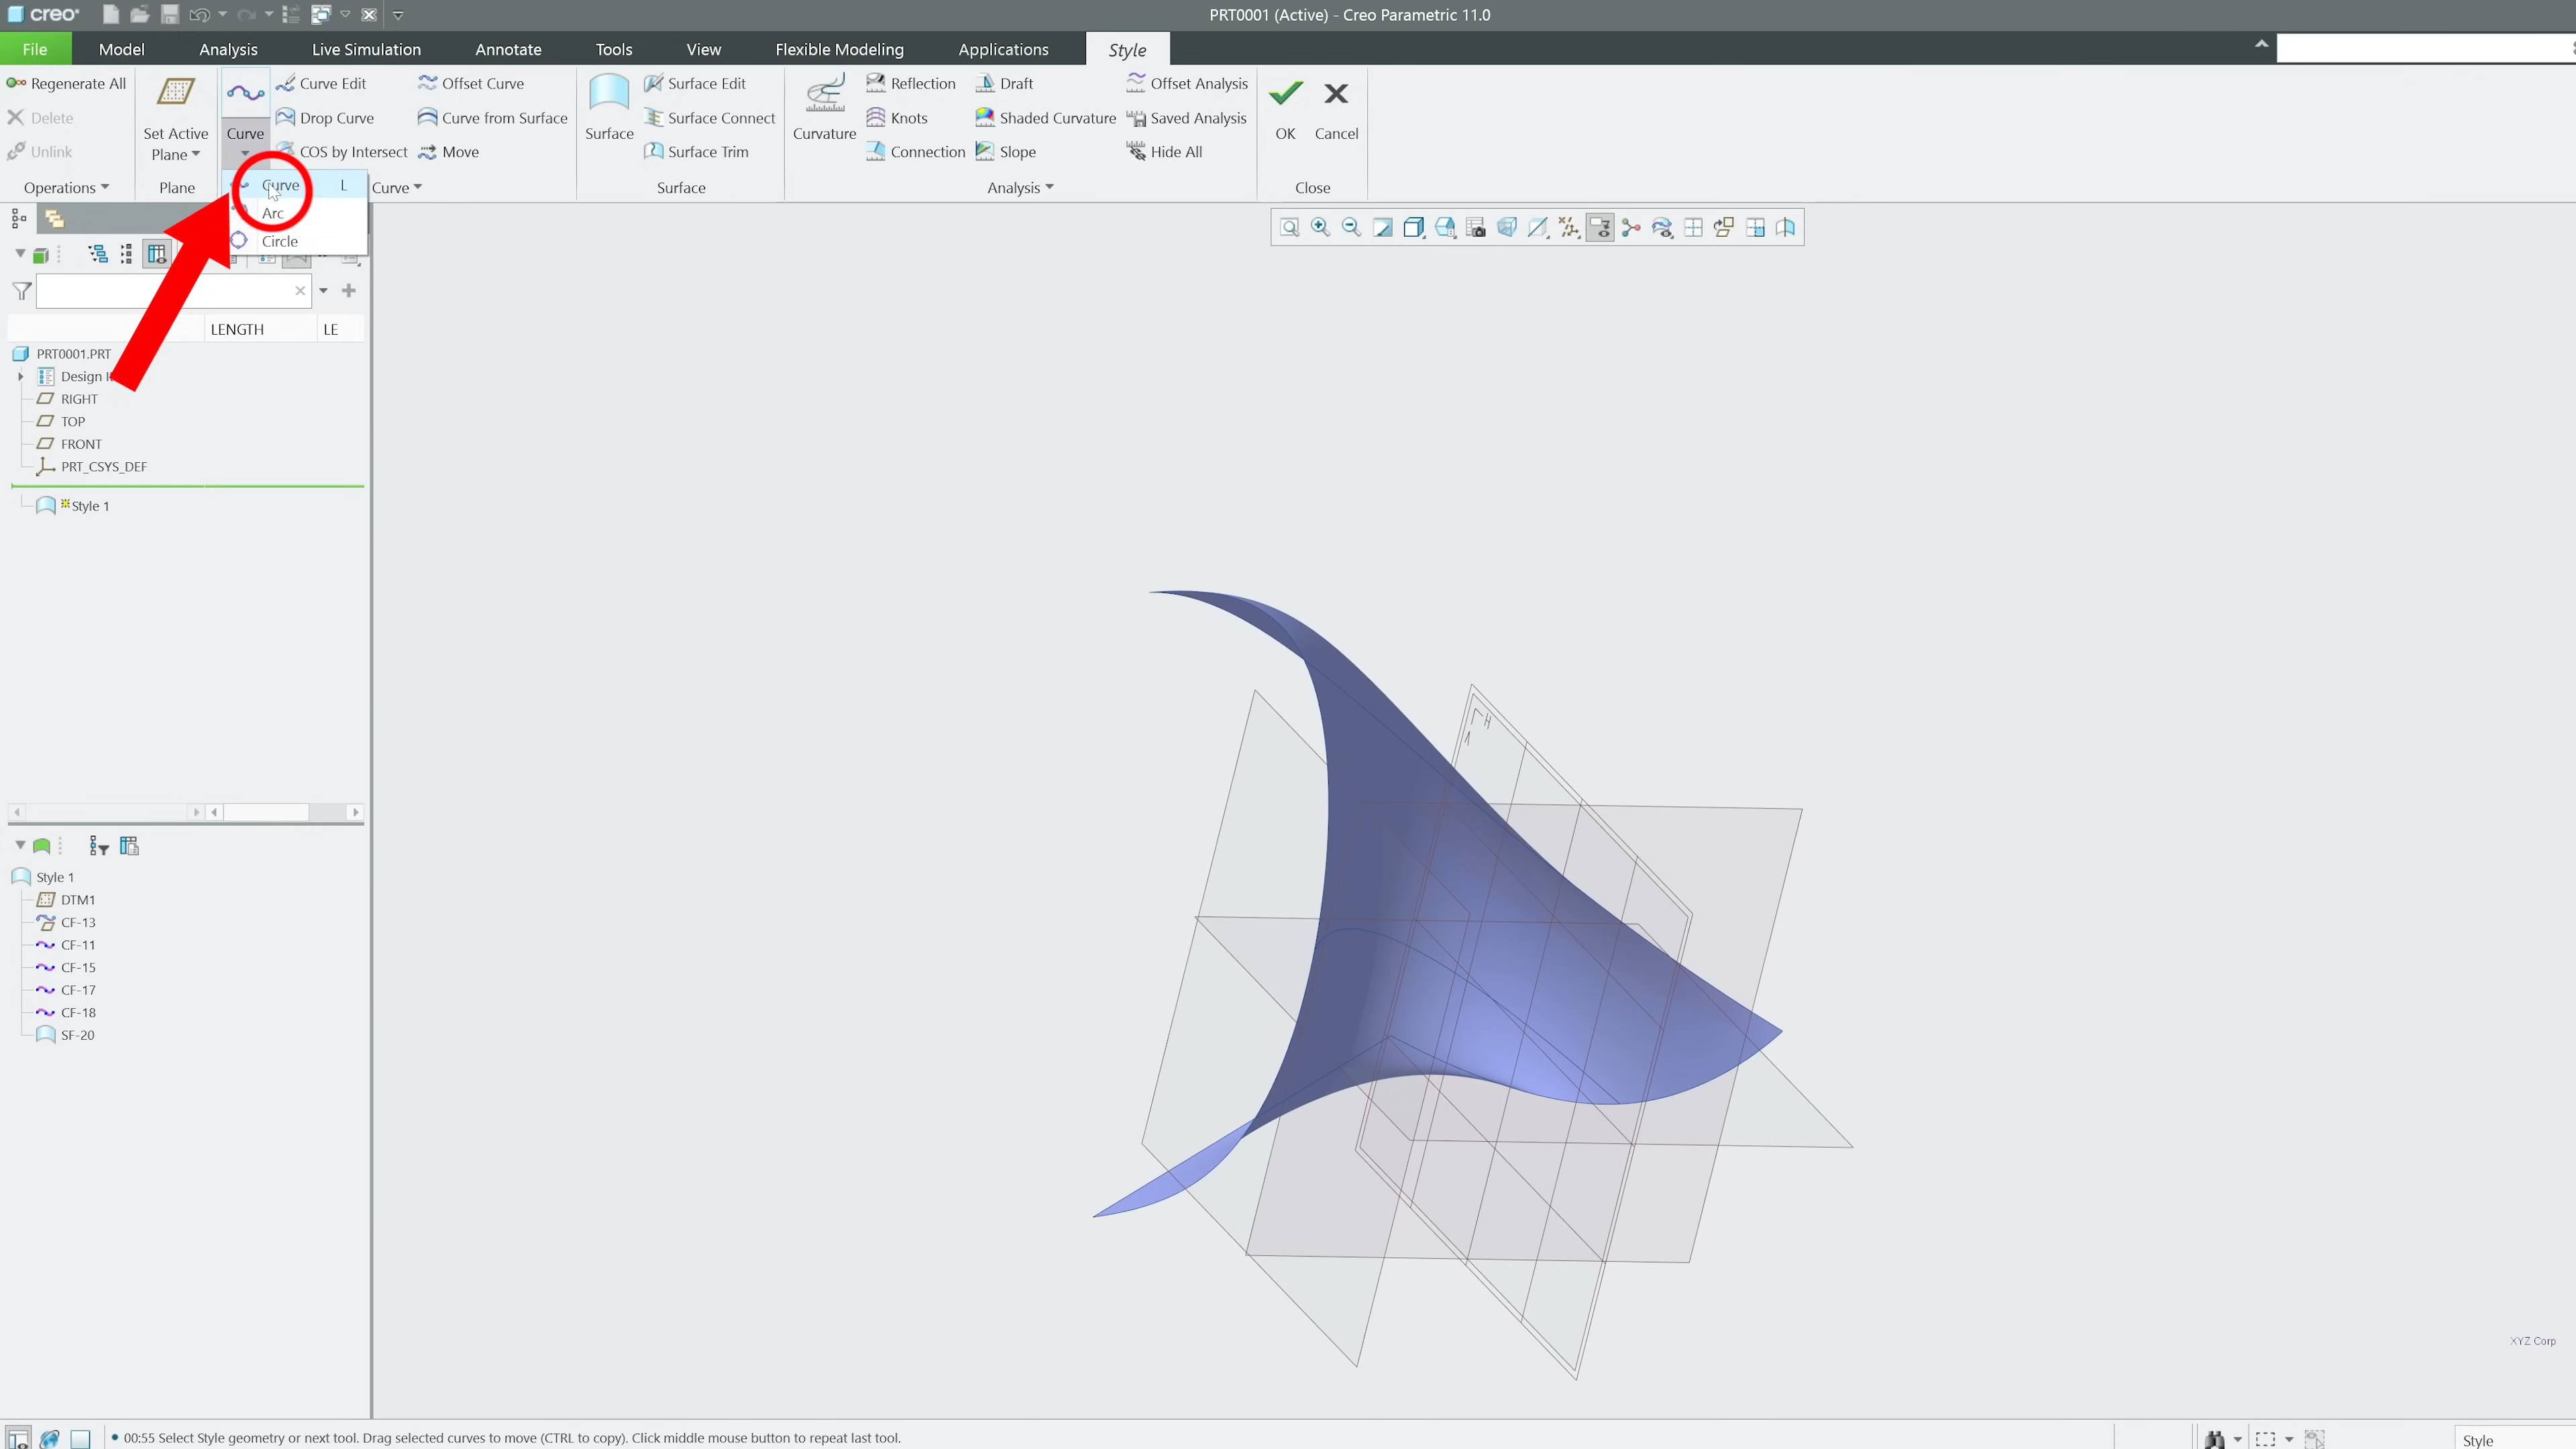 creo
PRT0001 (Active) - Creo Parametric 11.0
File Model Analysis Live Simulation Annotate Tools View Flexible Modeling Applications Style
Regenerate All
Delete
Unlink
Operations
Set Active
Plane
Plane
Curve
Curve Edit
Drop Curve
COS by Intersect
Offset Curve
Curve from Surface
Move
Curve
Curve L
Arc
Circle
Surface
Surface Edit
Surface Connect
Surface Trim
Surface
Curvature
Reflection
Knots
Connection
Draft
Shaded Curvature
Slope
Offset Analysis
Saved Analysis
Hide All
Analysis
OK
Cancel
Close
LENGTH LE
PRT0001.PRT
Design
RIGHT
TOP
FRONT
PRT_CSYS_DEF
Style 1
Style 1
DTM1
CF-13
CF-11
CF-15
CF-17
CF-18
SF-20
H
XYZ Corp
00:55 Select Style geometry or next tool. Drag selected curves to move (CTRL to copy). Click middle mouse button to repeat last tool.
Style